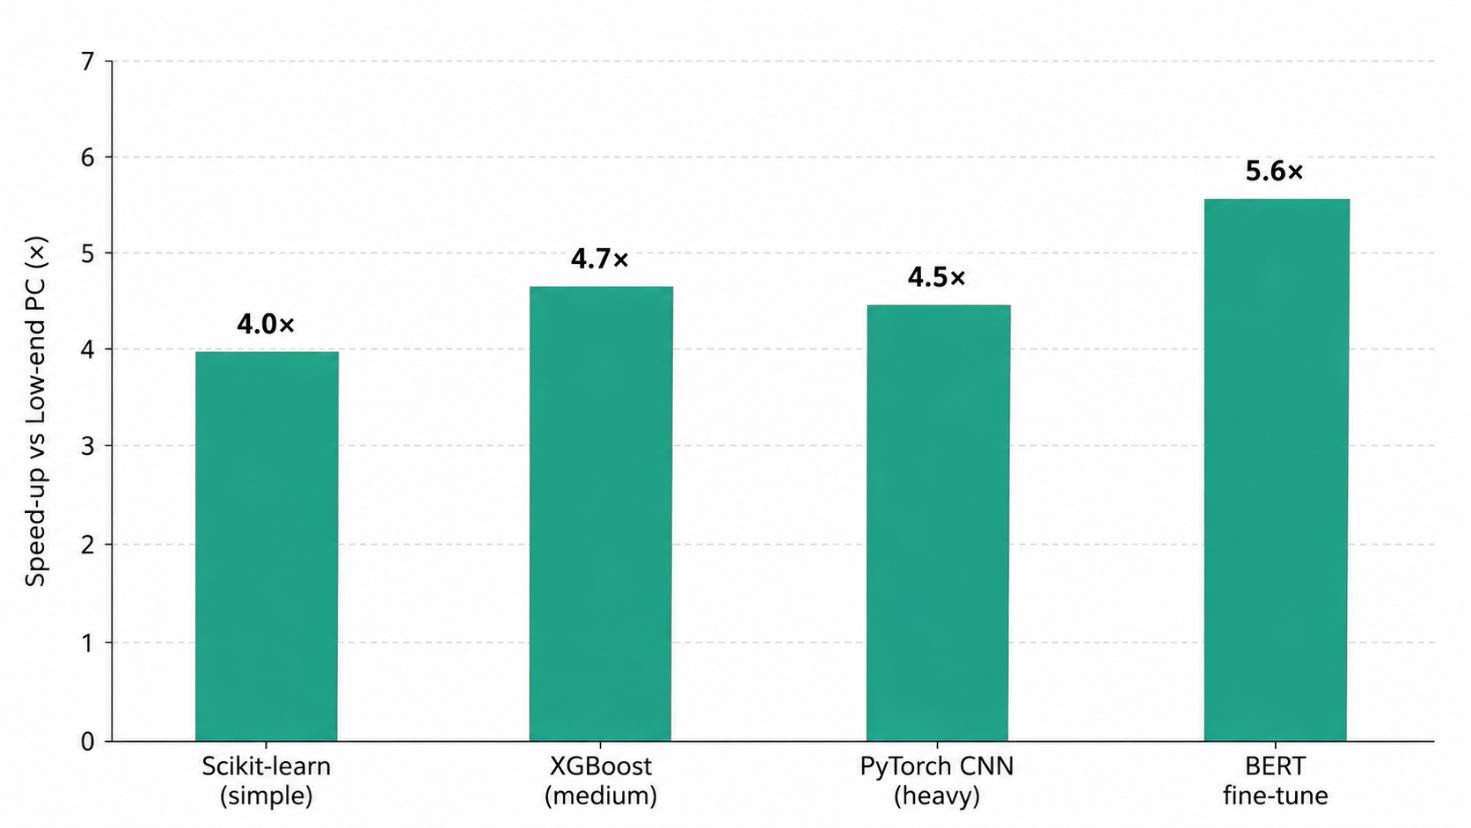 7
6
5
4
3
2
1
0
Speed-up vs Low-end PC (×)
4.0×
4.7×
4.5×
5.6×
Scikit-learn
(simple)
XGBoost
(medium)
PyTorch CNN
(heavy)
BERT
fine-tune